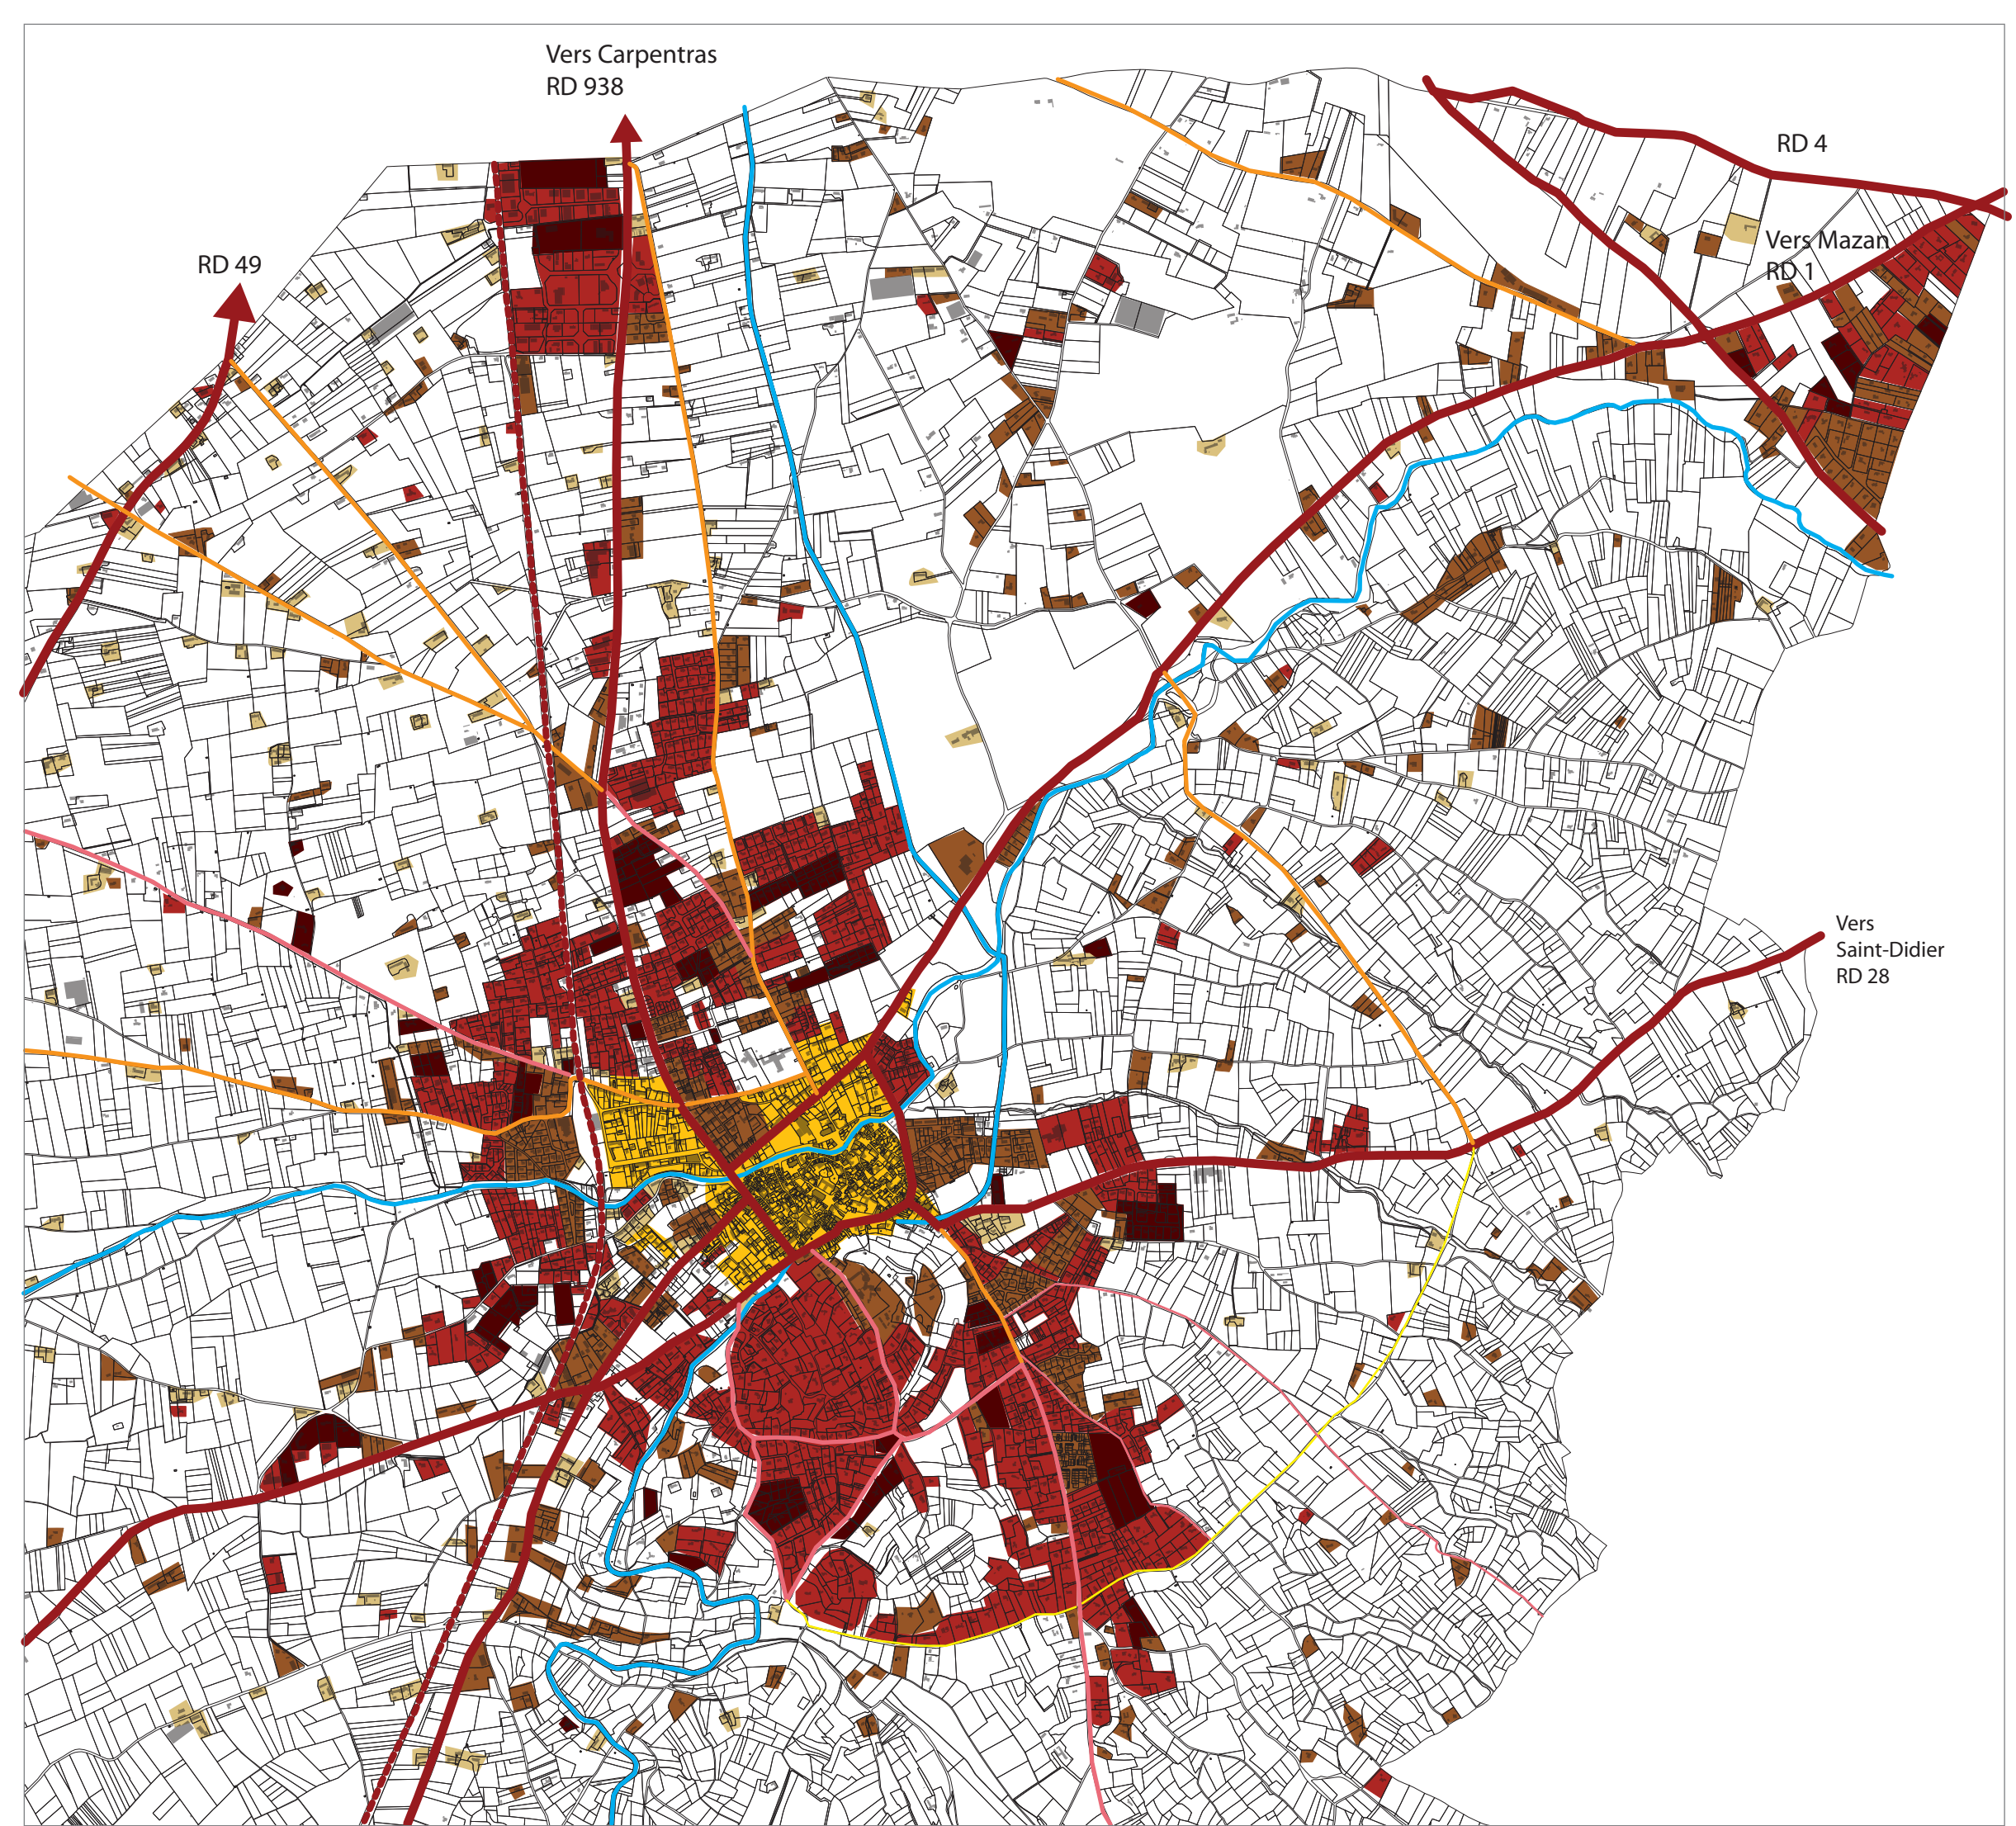 Vers Carpentras
RD 938
RD 4
Vers Mazan
RD 1
RD 49
Vers
Saint-Didier
RD 28